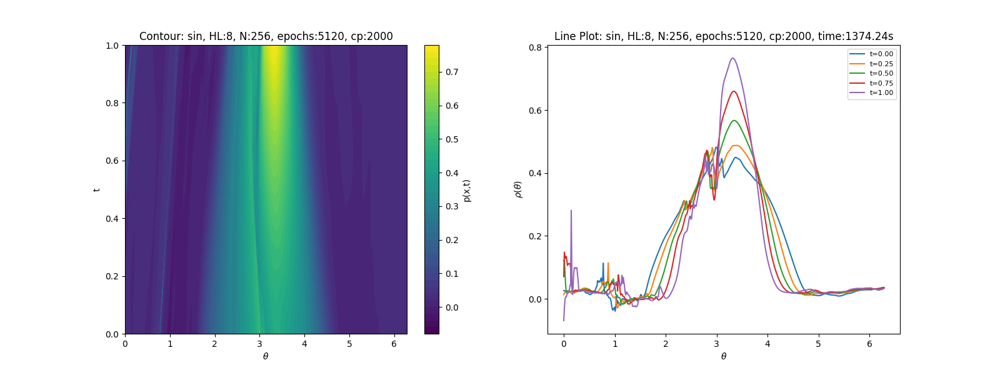 Contour: sin, HL:8, N:256, epochs:5120, cp:2000
1.0
0.8
0.6
0.4
0.2
0.0
t
0 1 2 3 4 5 6
θ
0.7
0.6
0.5
0.4
0.3
0.2
0.1
0.0
p(x,t)
Line Plot: sin, HL:8, N:256, epochs:5120, cp:2000, time:1374.24s
0.8
0.6
0.4
0.2
0.0
ρ(θ)
0 1 2 3 4 5 6
θ
t=0.00
t=0.25
t=0.50
t=0.75
t=1.00